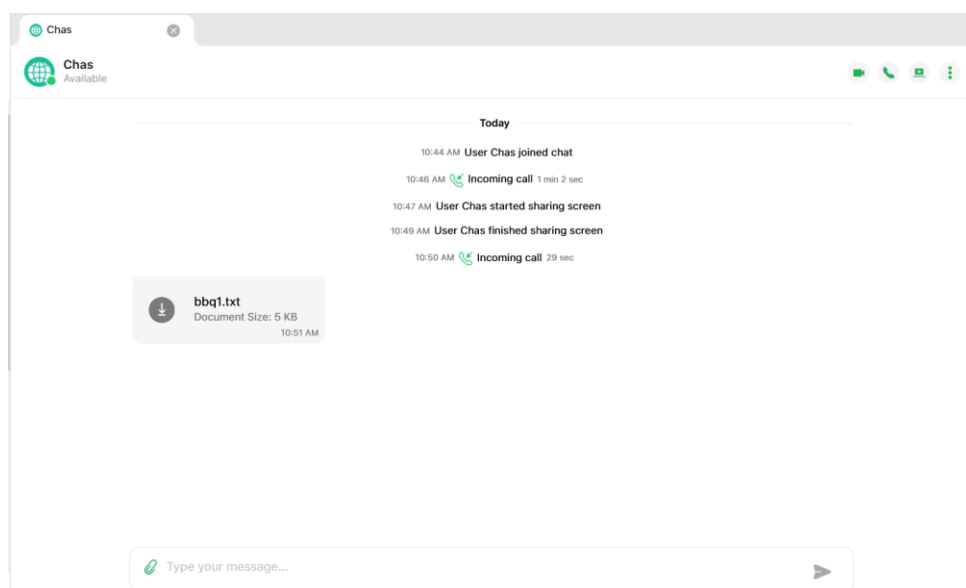 Chas
Chas
Available
Today
10:44 AM User Chas joined chat
10:46 AM Incoming call 1 min 2 sec
10:47 AM User Chas started sharing screen
10:49 AM User Chas finished sharing screen
10:50 AM Incoming call 29 sec
bbq1.txt
Document Size: 5 KB
10:51 AM
Type your message...